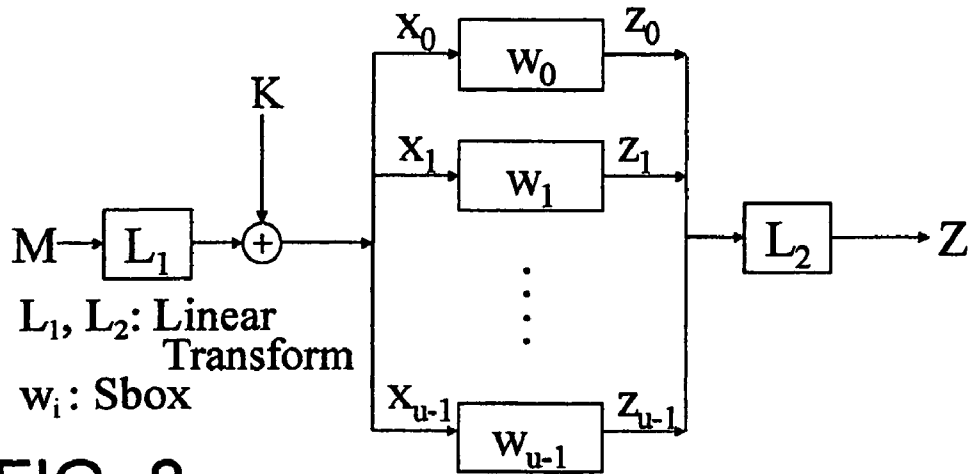 x₀ w₀ z₀
K
x₁ w₁ z₁
M L₁ + L₂ Z
L₁, L₂: Linear
Transform
wᵢ: Sbox
xᵤ₋₁ wᵤ₋₁ zᵤ₋₁